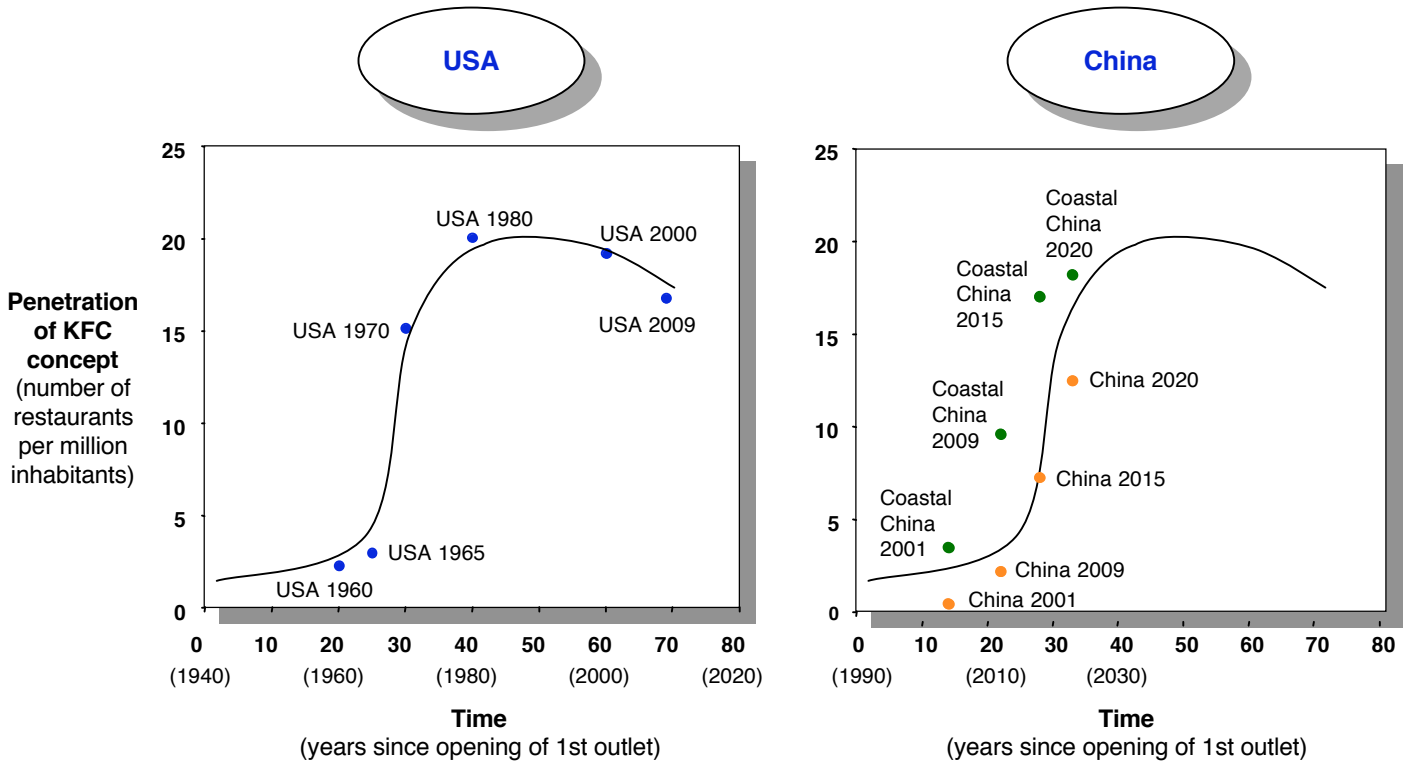 USA
China
Penetration
of KFC
concept
(number of
restaurants
per million
inhabitants)
25
20
15
10
5
0
USA 1980
USA 2000
USA 1970
USA 2009
USA 1965
USA 1960
0 10 20 30 40 50 60 70 80
(1940) (1960) (1980) (2000) (2020)
Time
(years since opening of 1st outlet)
25
20
15
10
5
0
Coastal
China
2020
Coastal
China
2015
China 2020
Coastal
China
2009
China 2015
Coastal
China
2001
China 2009
China 2001
0 10 20 30 40 50 60 70 80
(1990) (2010) (2030)
Time
(years since opening of 1st outlet)